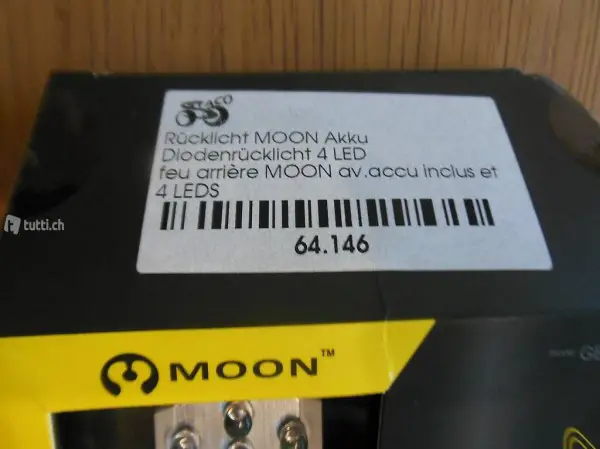 Rücklicht MOON Akku
Diodenrücklicht 4 LED
feu arrière MOON av.accu inclus et
4 LEDS
64.146
tutti.ch
MOON™